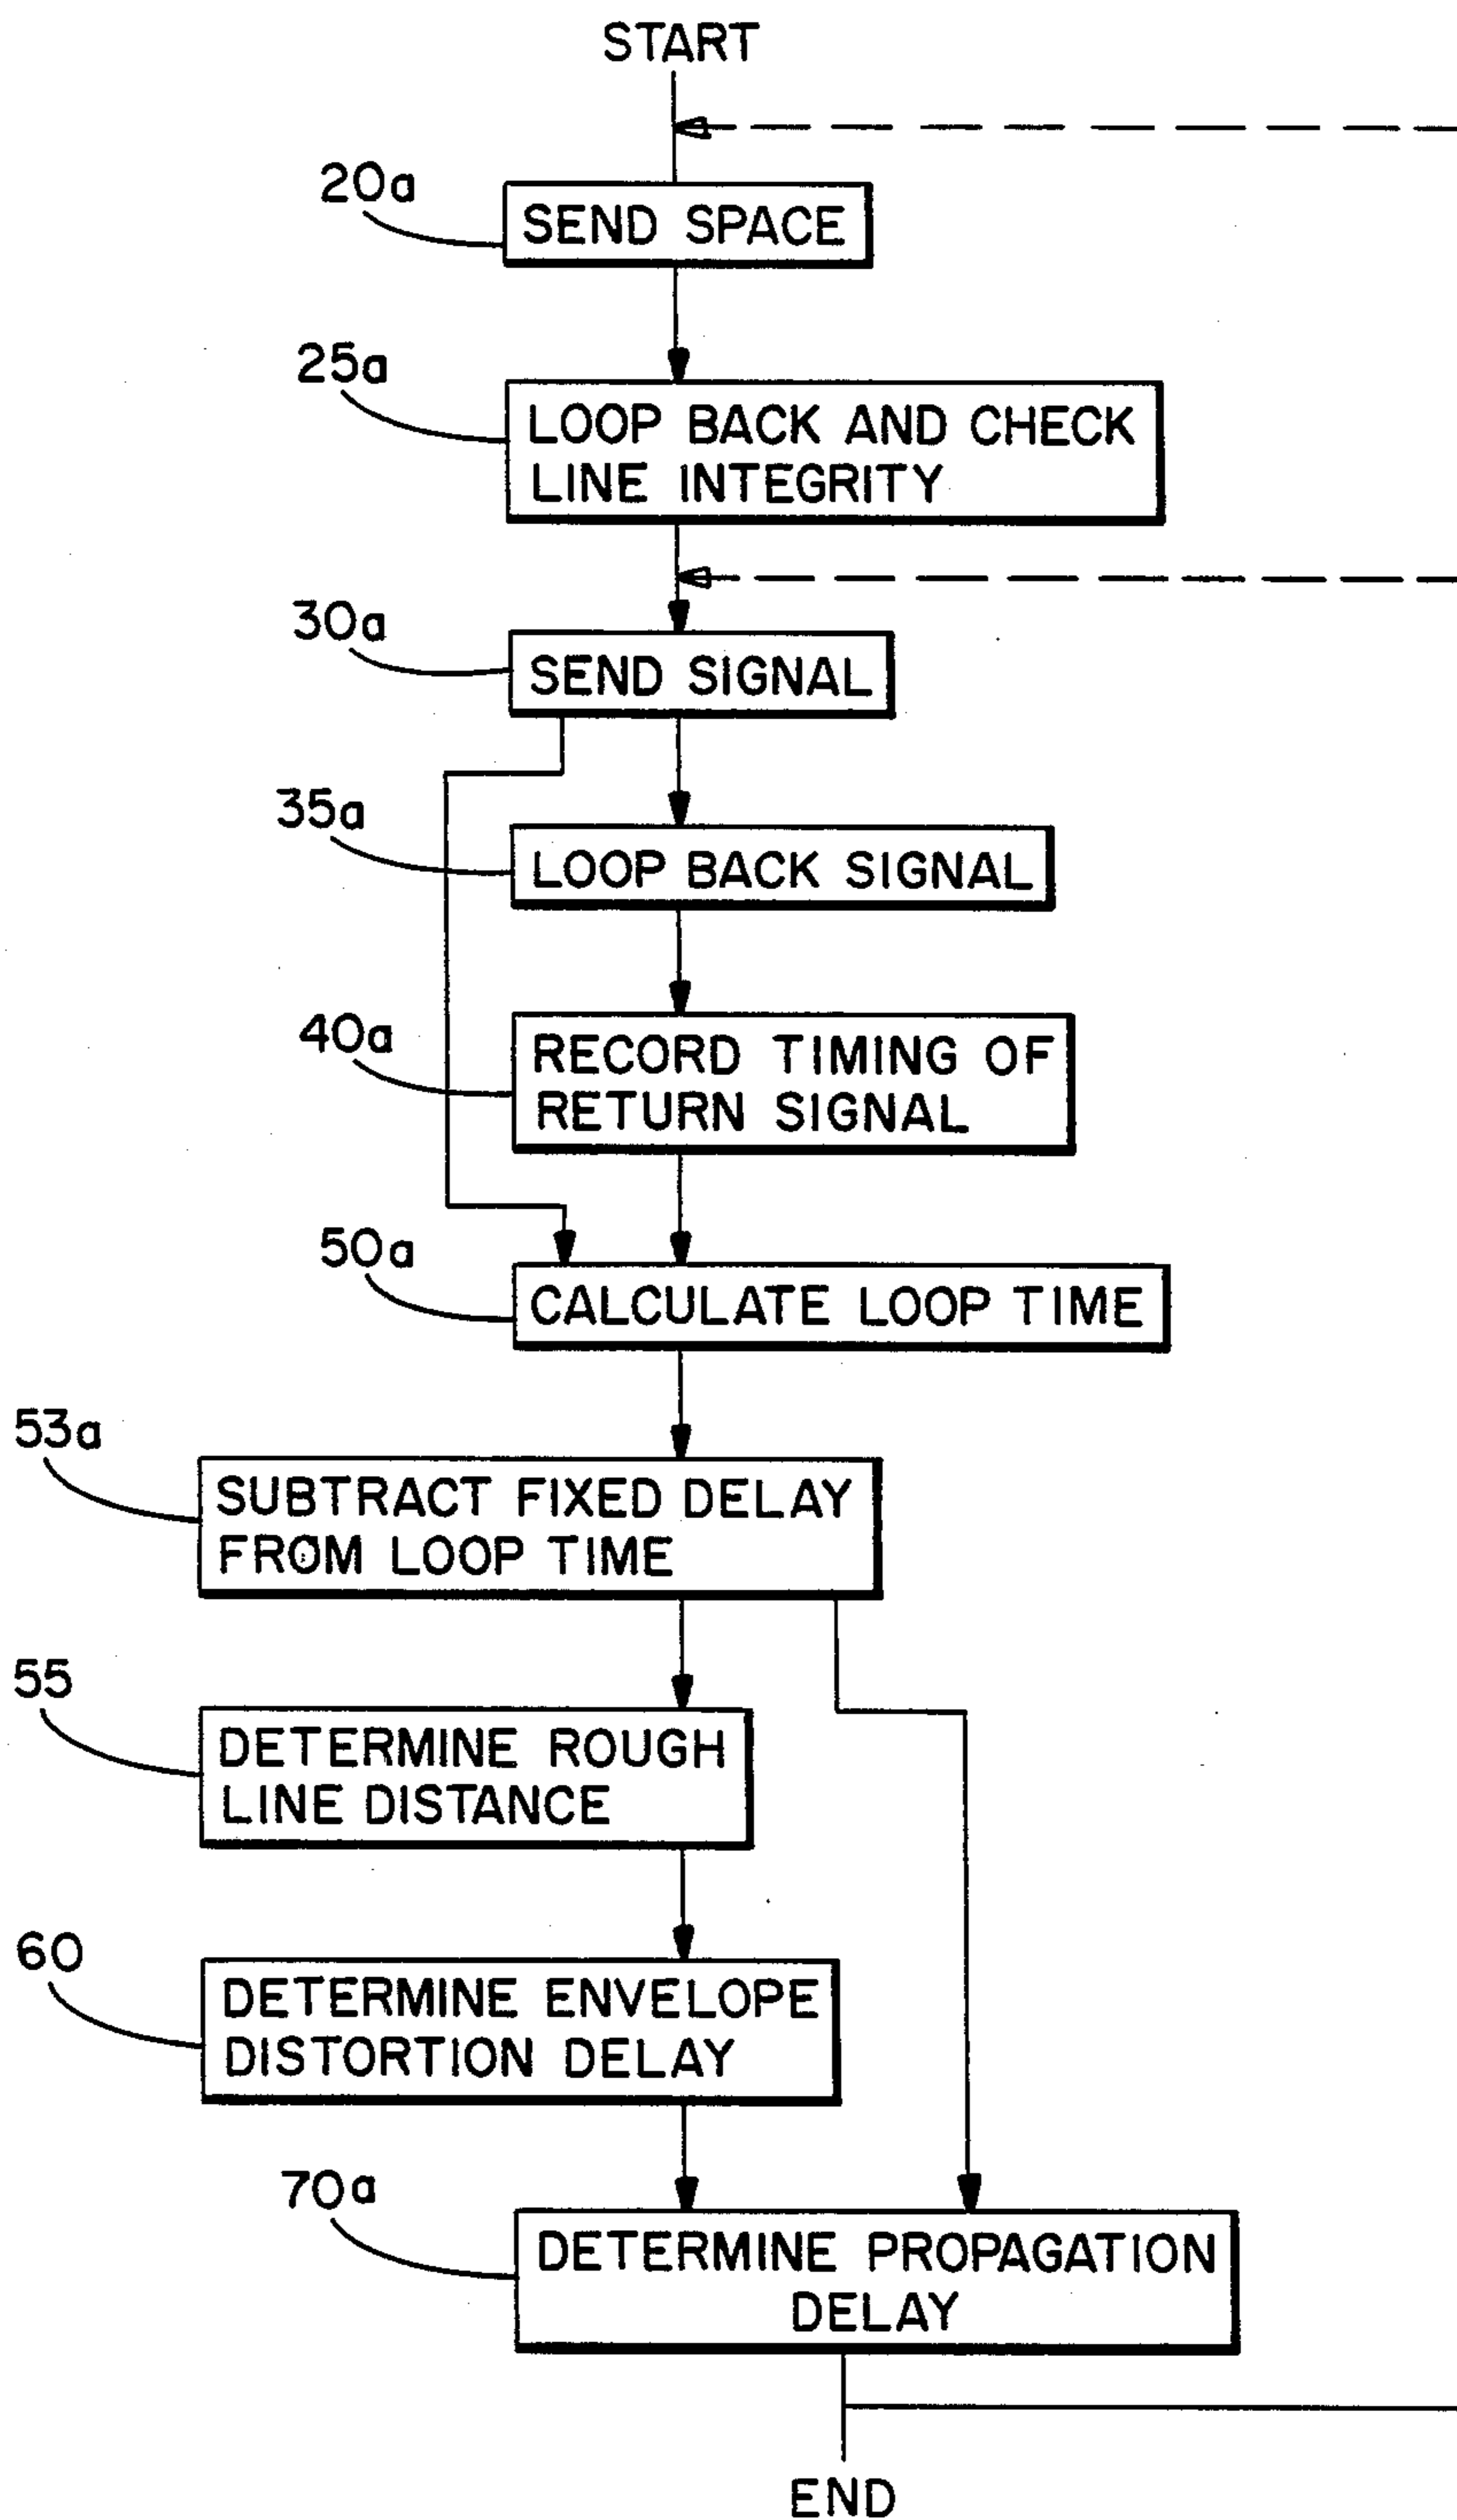 START
20a
SEND SPACE
25a
LOOP BACK AND CHECK
LINE INTEGRITY
30a
SEND SIGNAL
35a
LOOP BACK SIGNAL
40a
RECORD TIMING OF
RETURN SIGNAL
50a
CALCULATE LOOP TIME
53a
SUBTRACT FIXED DELAY
FROM LOOP TIME
55
DETERMINE ROUGH
LINE DISTANCE
60
DETERMINE ENVELOPE
DISTORTION DELAY
70a
DETERMINE PROPAGATION
DELAY
END